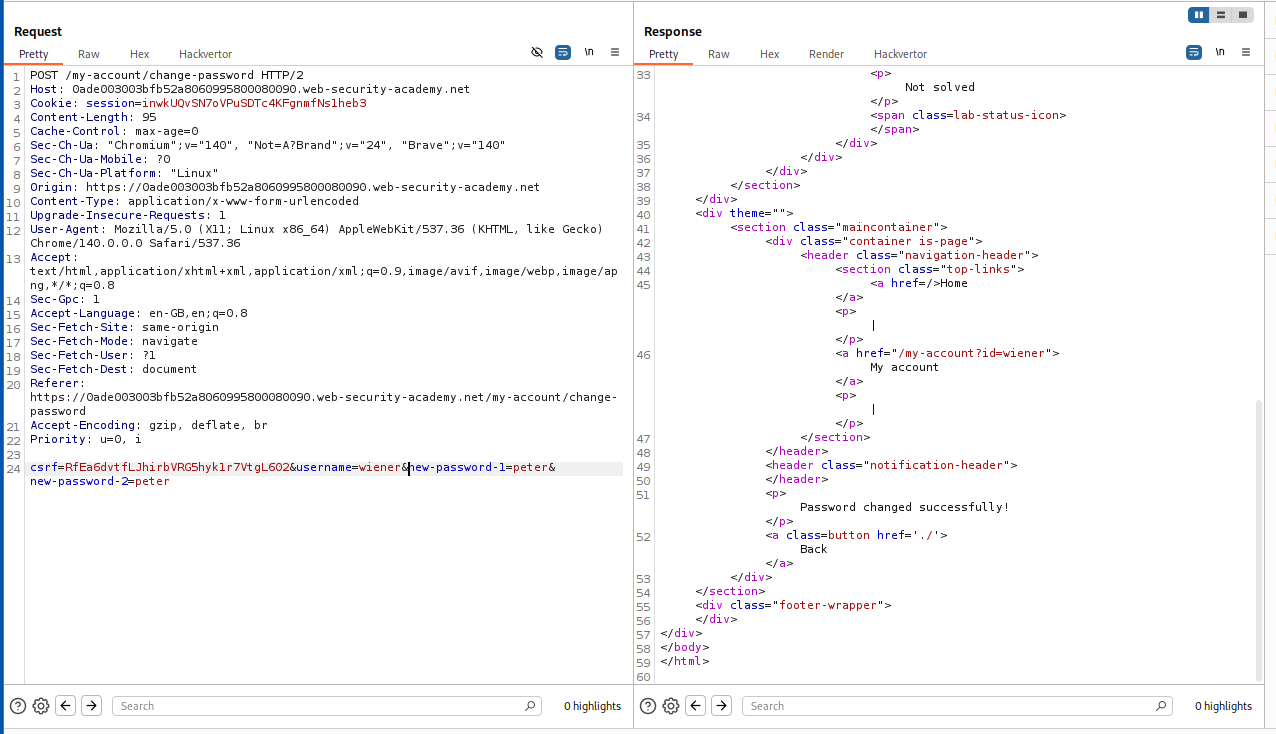 Request
Pretty Raw Hex Hackvertor \n
1 POST /my-account/change-password HTTP/2
2 Host: 0ade003003bfb52a8060995800080090.web-security-academy.net
3 Cookie: session=inwkUQvSN7oVPuSDTc4KFgnmfNs1heb3
4 Content-Length: 95
5 Cache-Control: max-age=0
6 Sec-Ch-Ua: "Chromium";v="140", "Not=A?Brand";v="24", "Brave";v="140"
7 Sec-Ch-Ua-Mobile: ?0
8 Sec-Ch-Ua-Platform: "Linux"
9 Origin: https://0ade003003bfb52a8060995800080090.web-security-academy.net
10 Content-Type: application/x-www-form-urlencoded
11 Upgrade-Insecure-Requests: 1
12 User-Agent: Mozilla/5.0 (X11; Linux x86_64) AppleWebKit/537.36 (KHTML, like Gecko)
Chrome/140.0.0.0 Safari/537.36
13 Accept:
text/html,application/xhtml+xml,application/xml;q=0.9,image/avif,image/webp,image/ap
ng,*/*;q=0.8
14 Sec-Gpc: 1
15 Accept-Language: en-GB,en;q=0.8
16 Sec-Fetch-Site: same-origin
17 Sec-Fetch-Mode: navigate
18 Sec-Fetch-User: ?1
19 Sec-Fetch-Dest: document
20 Referer:
https://0ade003003bfb52a8060995800080090.web-security-academy.net/my-account/change-
password
21 Accept-Encoding: gzip, deflate, br
22 Priority: u=0, i
23
24 csrf=RfEa6dvtfLJhirbVRG5hyk1r7VtgL602&username=wiener&new-password-1=peter&
new-password-2=peter
Search 0 highlights
Response
Pretty Raw Hex Render Hackvertor \n
33 <p>
Not solved
</p>
34 <span class=lab-status-icon>
</span>
35 </div>
36 </div>
37 </div>
38 </section>
39 </div>
40 <div theme="">
41 <section class="maincontainer">
42 <div class="container is-page">
43 <header class="navigation-header">
44 <section class="top-links">
45 <a href=/>Home
</a>
<p>
|
</p>
46 <a href="/my-account?id=wiener">
My account
</a>
<p>
|
</p>
47 </section>
48 </header>
49 <header class="notification-header">
50 </header>
51 <p>
Password changed successfully!
</p>
52 <a class=button href='./'>
Back
</a>
53 </div>
54 </section>
55 <div class="footer-wrapper">
56 </div>
57 </div>
58 </body>
59 </html>
60
Search 0 highlights